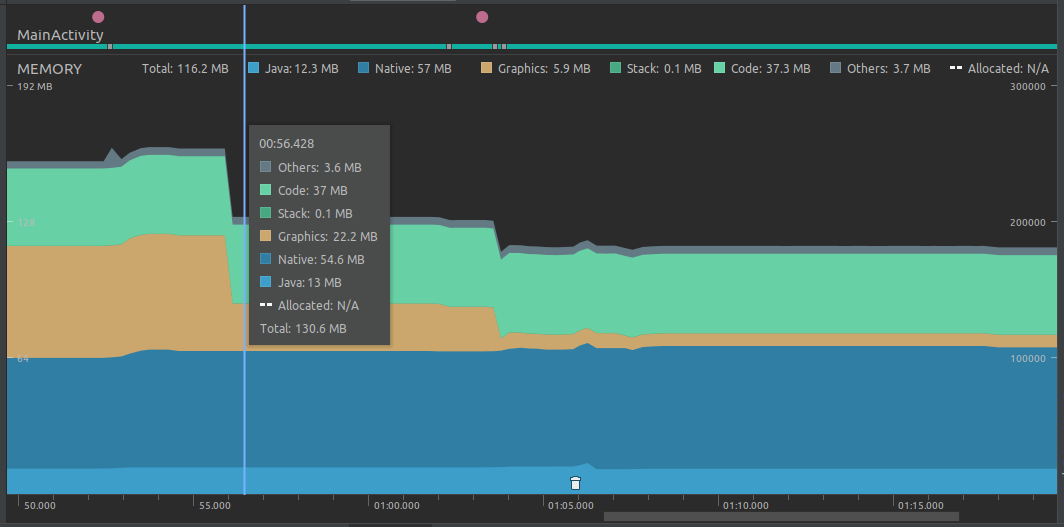 MainActivity
MEMORY Total: 116.2 MB Java: 12.3 MB Native: 57 MB Graphics: 5.9 MB Stack: 0.1 MB Code: 37.3 MB Others: 3.7 MB Allocated: N/A
192 MB 300000
00:56.428
Others: 3.6 MB
Code: 37 MB
Stack: 0.1 MB
128 200000
Graphics: 22.2 MB
Native: 54.6 MB
Java: 13 MB
Allocated: N/A
Total: 130.6 MB
64 100000
50.000 55.000 01:00.000 01:05.000 01:10.000 01:15.000